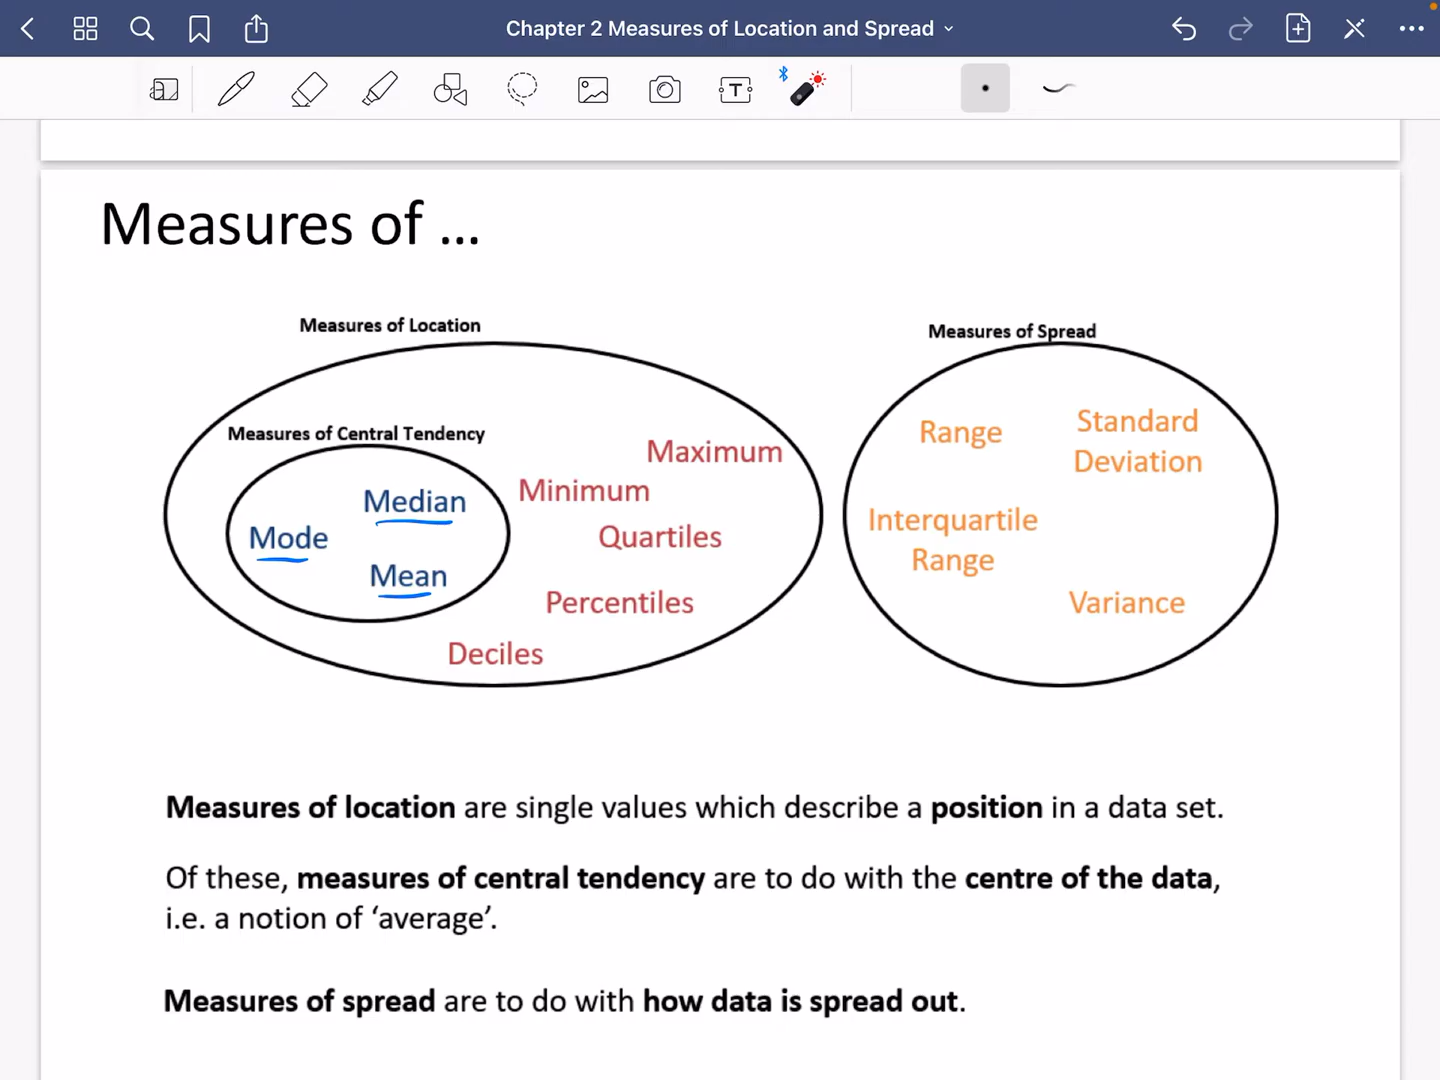 Chapter 2 Measures of Location and Spread
T
Measures of ...
Measures of Location
Measures of Central Tendency
Median
Mode
Mean
Maximum
Minimum
Quartiles
Percentiles
Deciles
Measures of Spread
Range
Standard
Deviation
Interquartile
Range
Variance
Measures of location are single values which describe a position in a data set.
Of these, measures of central tendency are to do with the centre of the data,
i.e. a notion of ‘average’.
Measures of spread are to do with how data is spread out.